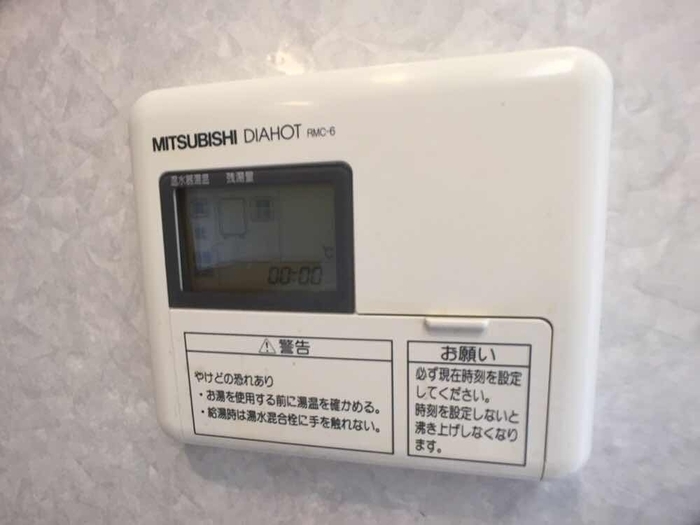 MITSUBISHI DIAHOT RMC-6
温水器湯温 残湯量
℃
00:00
⚠警告
やけどの恐れあり
・お湯を使用する前に湯温を確かめる。
・給湯時は湯水混合栓に手を触れない。
お願い
必ず現在時刻を設定
してください。
時刻を設定しないと
沸き上げしなくなり
ます。